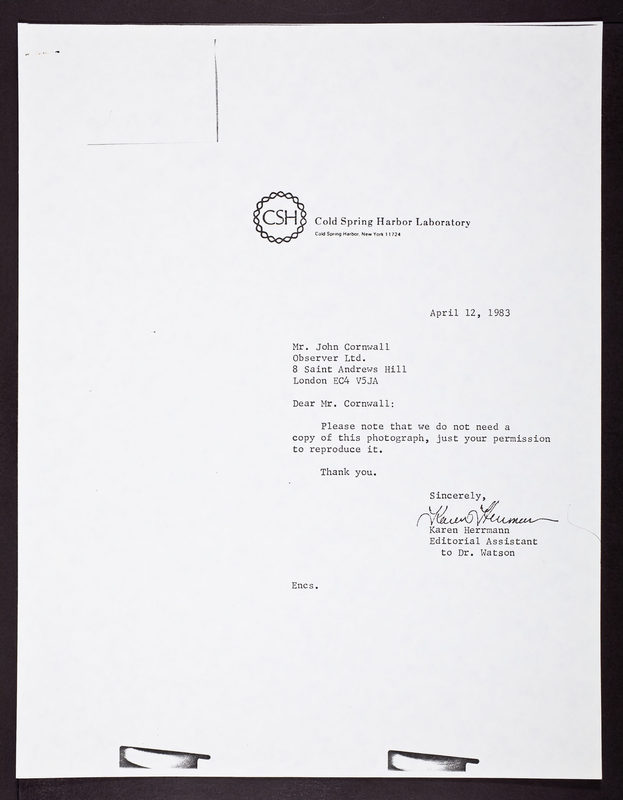 CSH
Cold Spring Harbor Laboratory
Cold Spring Harbor, New York 11724
April 12, 1983
Mr. John Cornwall
Observer Ltd.
8 Saint Andrews Hill
London EC4 V5JA
Dear Mr. Cornwall:
Please note that we do not need a
copy of this photograph, just your permission
to reproduce it.
Thank you.
Sincerely,
Karen Herrmann
Karen Herrmann
Editorial Assistant
to Dr. Watson
Encs.